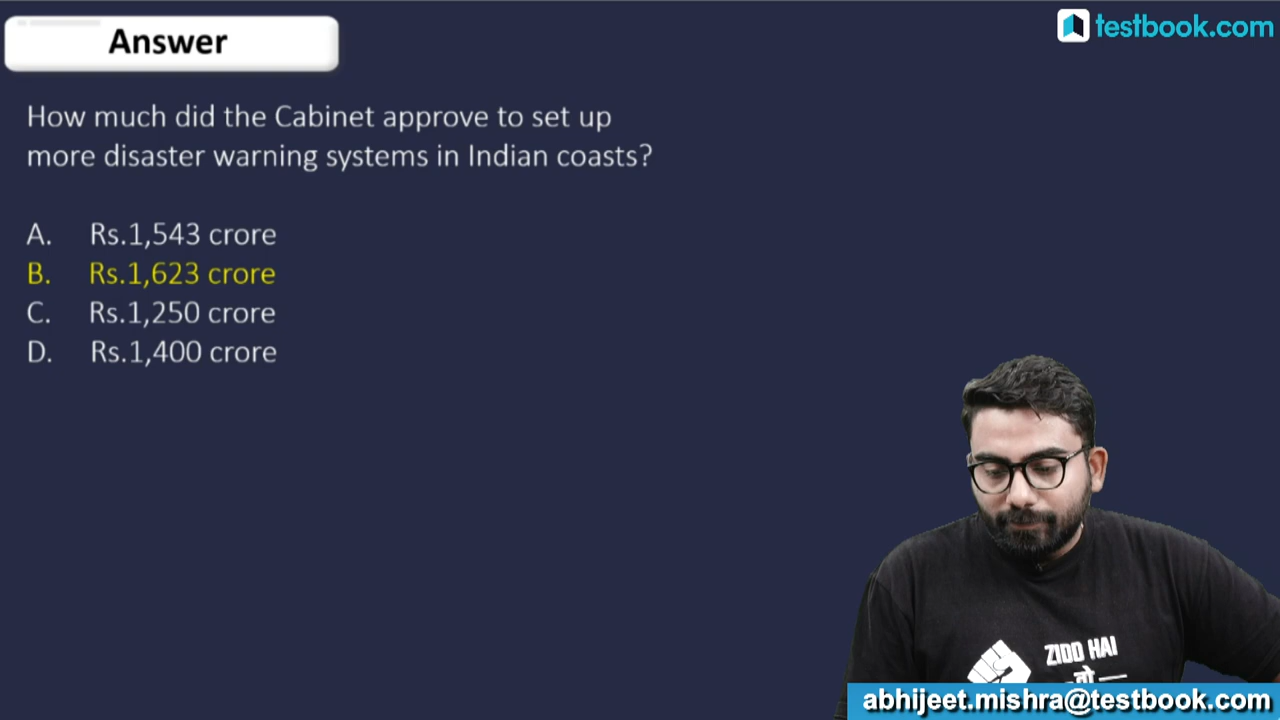 Answer
testbook.com
How much did the Cabinet approve to set up
more disaster warning systems in Indian coasts?
A. Rs.1,543 crore
B. Rs.1,623 crore
C. Rs.1,250 crore
D. Rs.1,400 crore
ZIDD HAI
तो
abhijeet.mishra@testbook.com